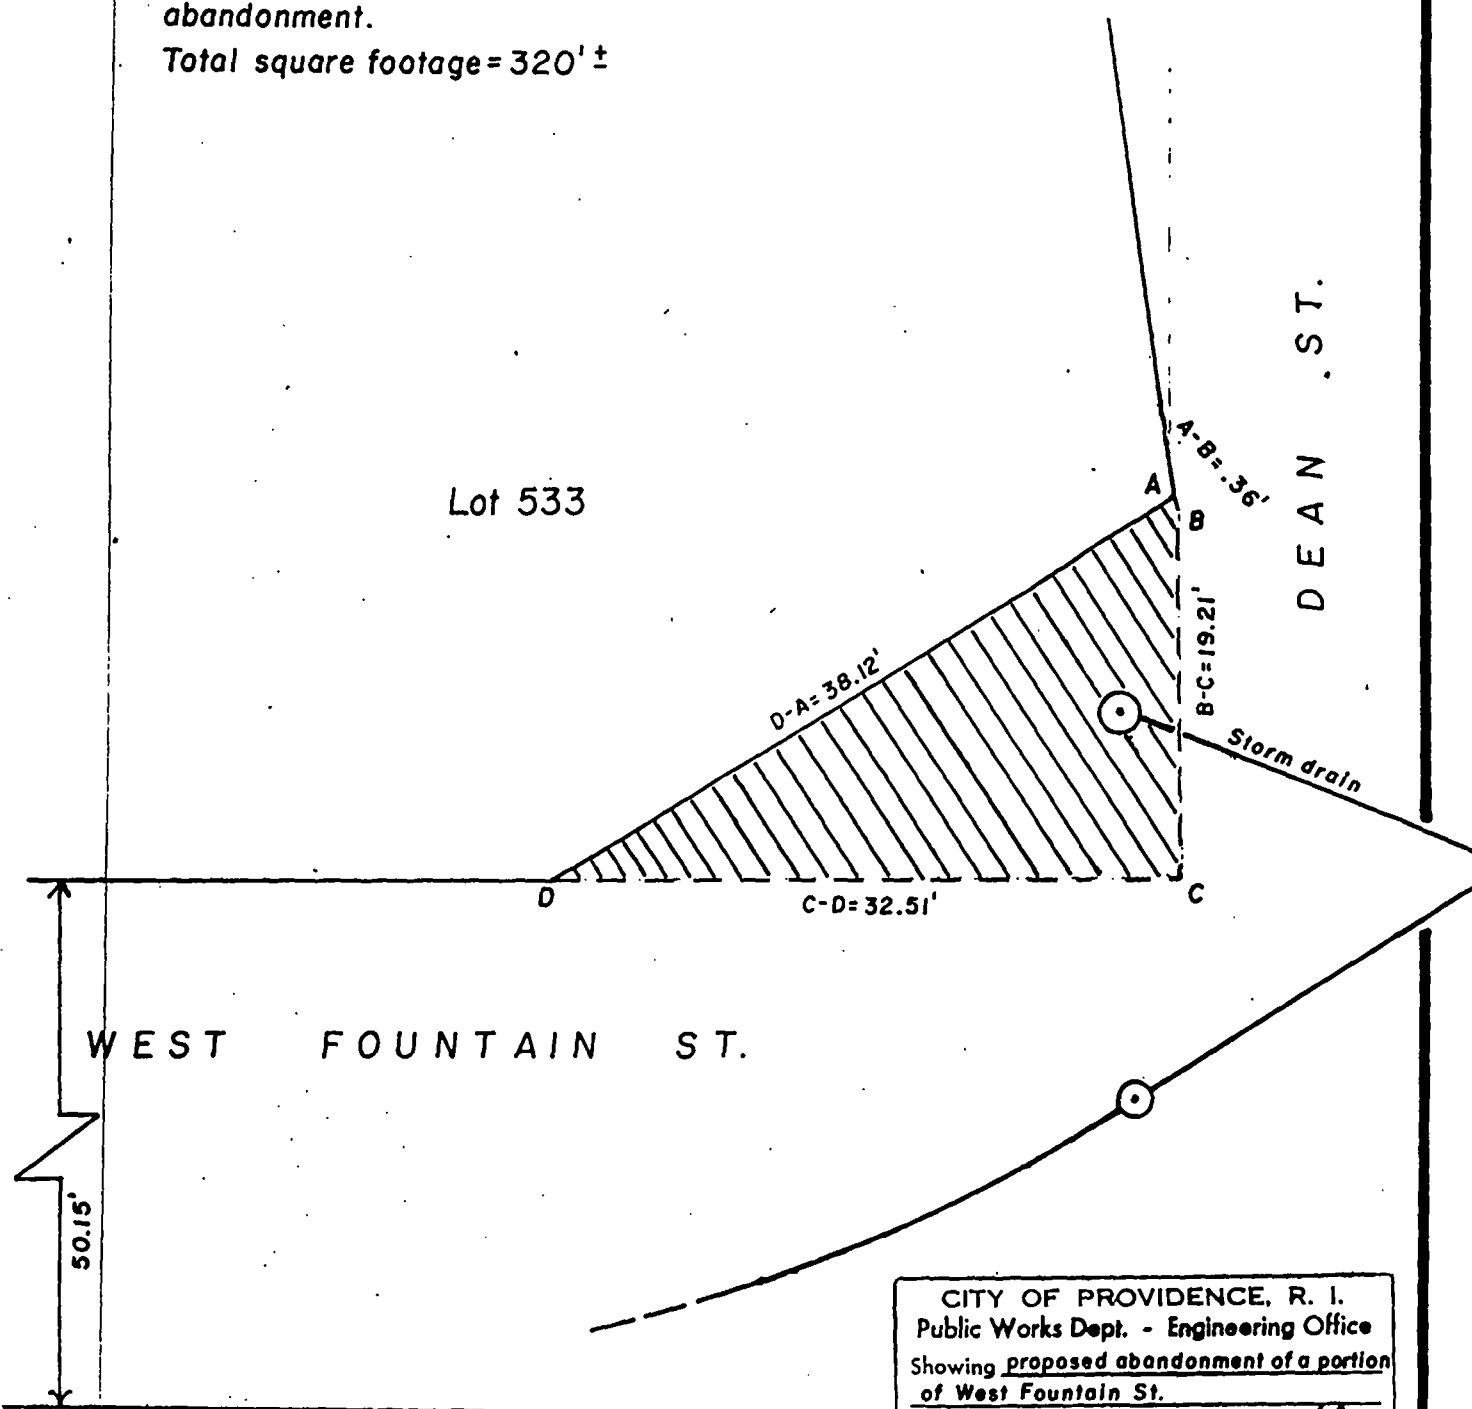 abandonment.
Total square footage = 320' ±
DEAN ST.
A-B= .36'
Lot 533
A
B
B-C=19.21'
D-A= 38.12'
Storm drain
D
C
C-D= 32.51'
WEST FOUNTAIN ST.
50.15'
CITY OF PROVIDENCE, R. I.
Public Works Dept. - Engineering Office
Showing proposed abandonment of a portion
of West Fountain St.